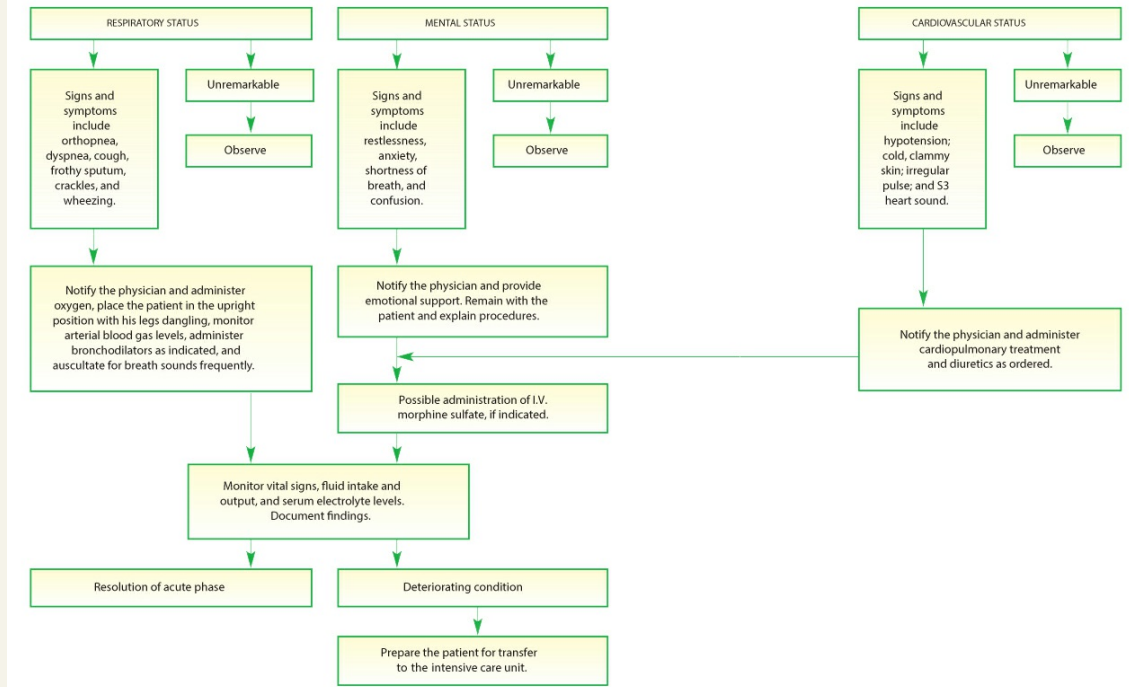 RESPIRATORY STATUS
MENTAL STATUS
CARDIOVASCULAR STATUS
Signs and
symptoms
include
orthopnea,
dyspnea, cough,
frothy sputum,
crackles, and
wheezing.
Unremarkable
Observe
Signs and
symptoms
include
restlessness,
anxiety,
shortness of
breath, and
confusion.
Unremarkable
Observe
Signs and
symptoms
include
hypotension;
cold, clammy
skin; irregular
pulse; and S3
heart sound.
Unremarkable
Observe
Notify the physician and administer
oxygen, place the patient in the upright
position with his legs dangling, monitor
arterial blood gas levels, administer
bronchodilators as indicated, and
auscultate for breath sounds frequently.
Notify the physician and provide
emotional support. Remain with the
patient and explain procedures.
Notify the physician and administer
cardiopulmonary treatment
and diuretics as ordered.
Possible administration of I.V.
morphine sulfate, if indicated.
Monitor vital signs, fluid intake and
output, and serum electrolyte levels.
Document findings.
Resolution of acute phase
Deteriorating condition
Prepare the patient for transfer
to the intensive care unit.